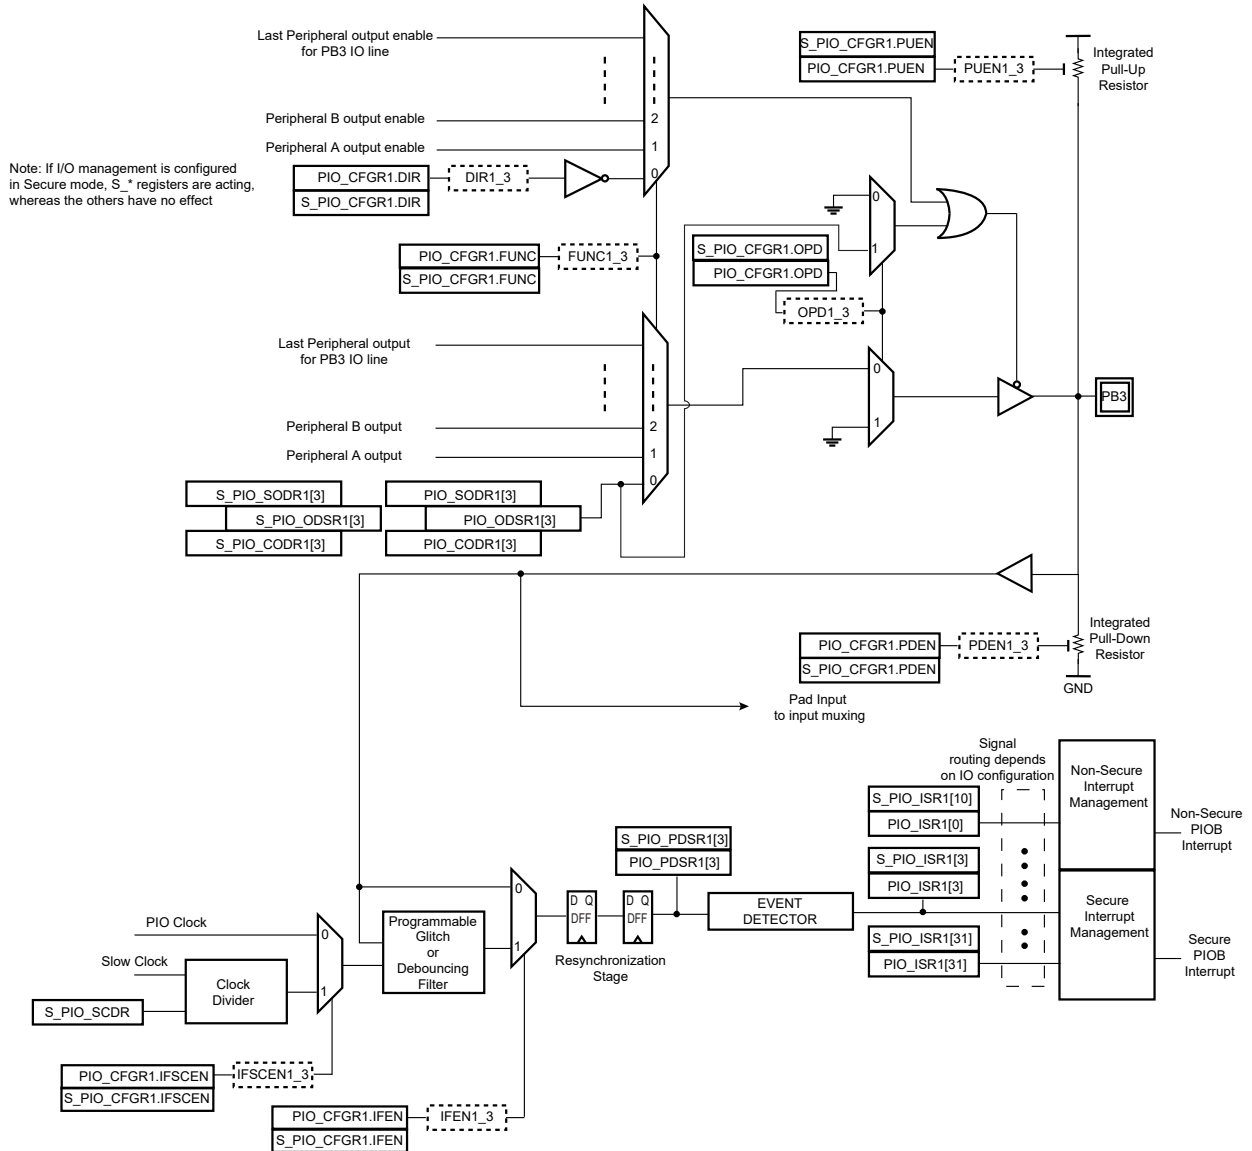 Last Peripheral output enable
for PB3 IO line
Peripheral B output enable
Peripheral A output enable
2
1
0
Note: If I/O management is configured
in Secure mode, S_* registers are acting,
whereas the others have no effect
PIO_CFGR1.DIR
S_PIO_CFGR1.DIR
DIR1_3
PIO_CFGR1.FUNC
S_PIO_CFGR1.FUNC
FUNC1_3
S_PIO_CFGR1.PUEN
PIO_CFGR1.PUEN
PUEN1_3
Integrated
Pull-Up
Resistor
0
1
S_PIO_CFGR1.OPD
PIO_CFGR1.OPD
OPD1_3
Last Peripheral output
for PB3 IO line
Peripheral B output
Peripheral A output
2
1
0
0
1
PB3
S_PIO_SODR1[3]
S_PIO_ODSR1[3]
S_PIO_CODR1[3]
PIO_SODR1[3]
PIO_ODSR1[3]
PIO_CODR1[3]
PIO_CFGR1.PDEN
S_PIO_CFGR1.PDEN
PDEN1_3
Integrated
Pull-Down
Resistor
GND
Pad Input
to input muxing
Signal
routing depends
on IO configuration
S_PIO_ISR1[10]
PIO_ISR1[0]
S_PIO_ISR1[3]
PIO_ISR1[3]
S_PIO_ISR1[31]
PIO_ISR1[31]
Non-Secure
Interrupt
Management
Secure
Interrupt
Management
Non-Secure
PIOB
Interrupt
Secure
PIOB
Interrupt
S_PIO_PDSR1[3]
PIO_PDSR1[3]
EVENT
DETECTOR
D Q
DFF
D Q
DFF
Resynchronization
Stage
0
1
Programmable
Glitch
or
Debouncing
Filter
PIO Clock
Slow Clock
Clock
Divider
S_PIO_SCDR
0
1
PIO_CFGR1.IFSCEN
S_PIO_CFGR1.IFSCEN
IFSCEN1_3
PIO_CFGR1.IFEN
S_PIO_CFGR1.IFEN
IFEN1_3